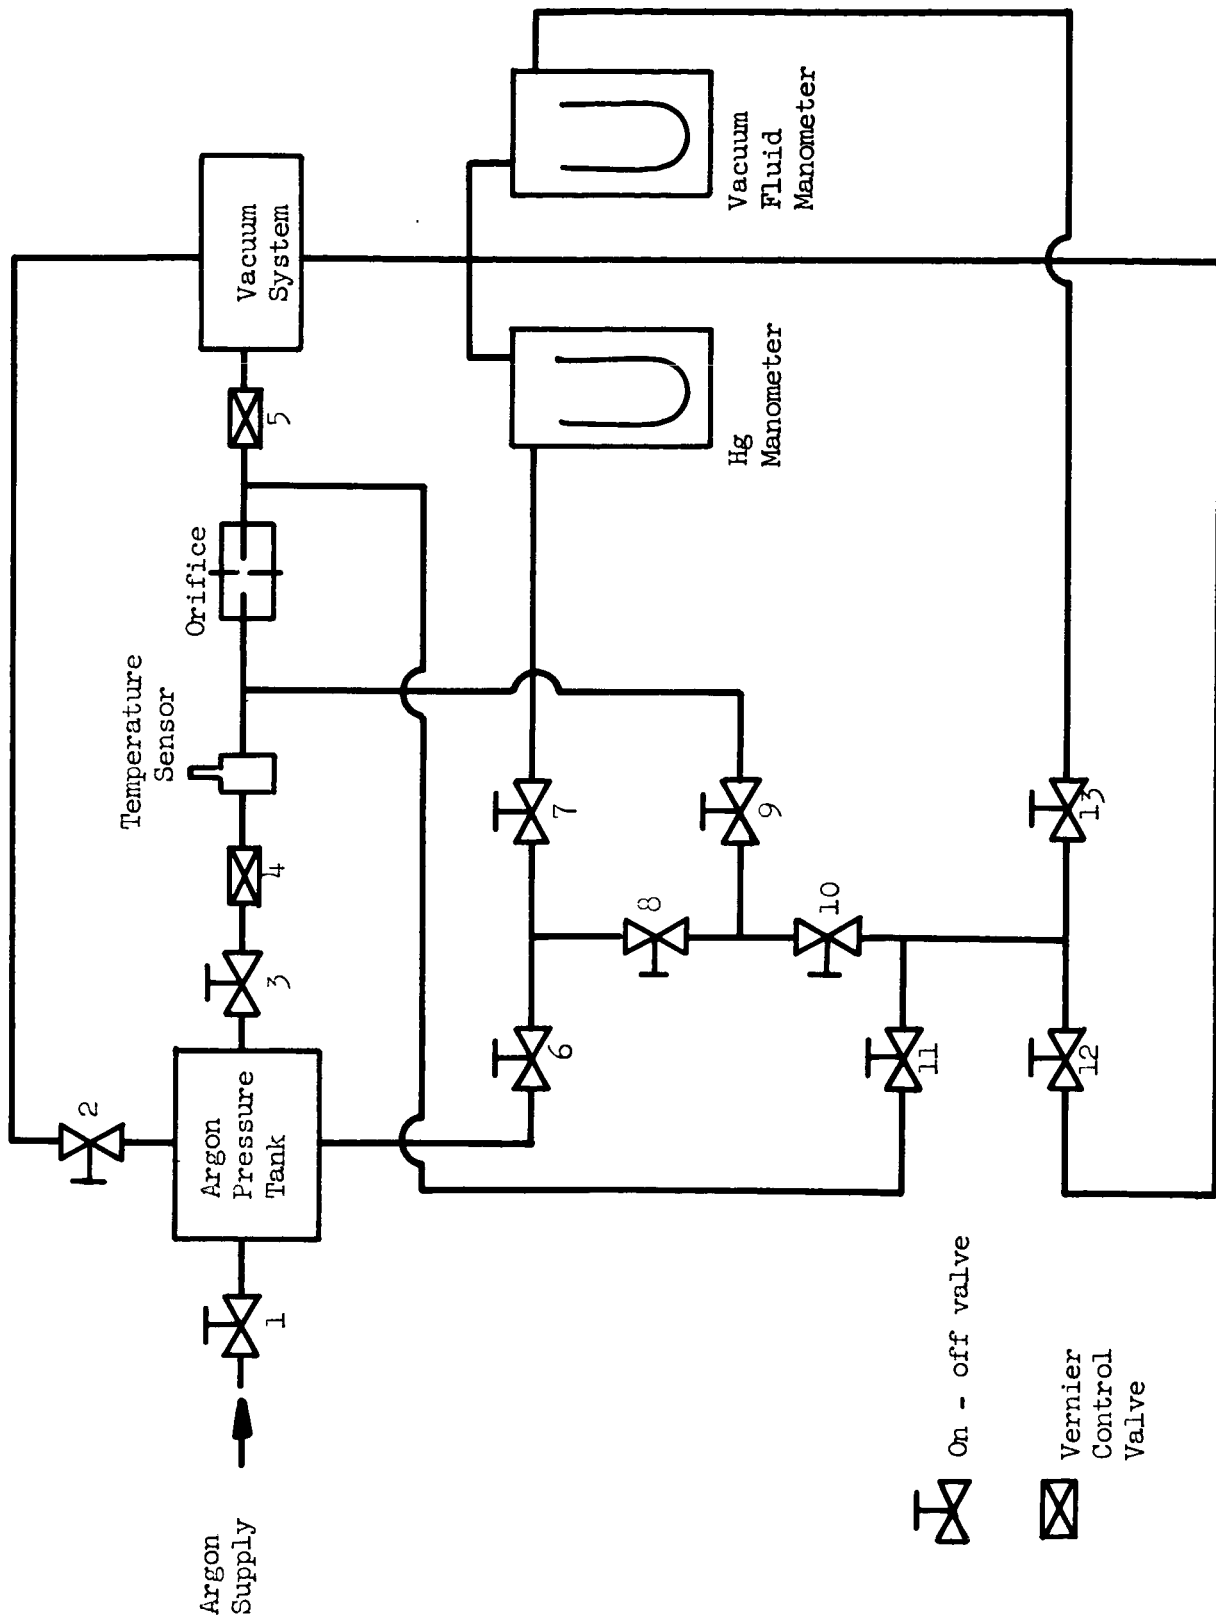 Argon
Supply
1
Argon
Pressure
Tank
2
3
4
Temperature
Sensor
Orifice
5
Vacuum
System
6
7
8
9
10
11
12
13
Hg
Manometer
Vacuum
Fluid
Manometer
On - off valve
Vernier
Control
Valve